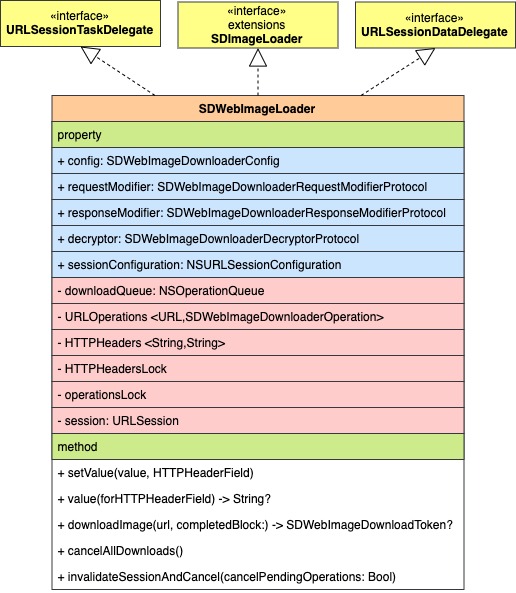 «interface»
URLSessionTaskDelegate
«interface»
extensions
SDImageLoader
«interface»
URLSessionDataDelegate
SDWebImageLoader
property
+ config: SDWebImageDownloaderConfig
+ requestModifier: SDWebImageDownloaderRequestModifierProtocol
+ responseModifier: SDWebImageDownloaderResponseModifierProtocol
+ decryptor: SDWebImageDownloaderDecryptorProtocol
+ sessionConfiguration: NSURLSessionConfiguration
- downloadQueue: NSOperationQueue
- URLOperations <URL,SDWebImageDownloaderOperation>
- HTTPHeaders <String,String>
- HTTPHeadersLock
- operationsLock
- session: URLSession
method
+ setValue(value, HTTPHeaderField)
+ value(forHTTPHeaderField) -> String?
+ downloadImage(url, completedBlock:) -> SDWebImageDownloadToken?
+ cancelAllDownloads()
+ invalidateSessionAndCancel(cancelPendingOperations: Bool)